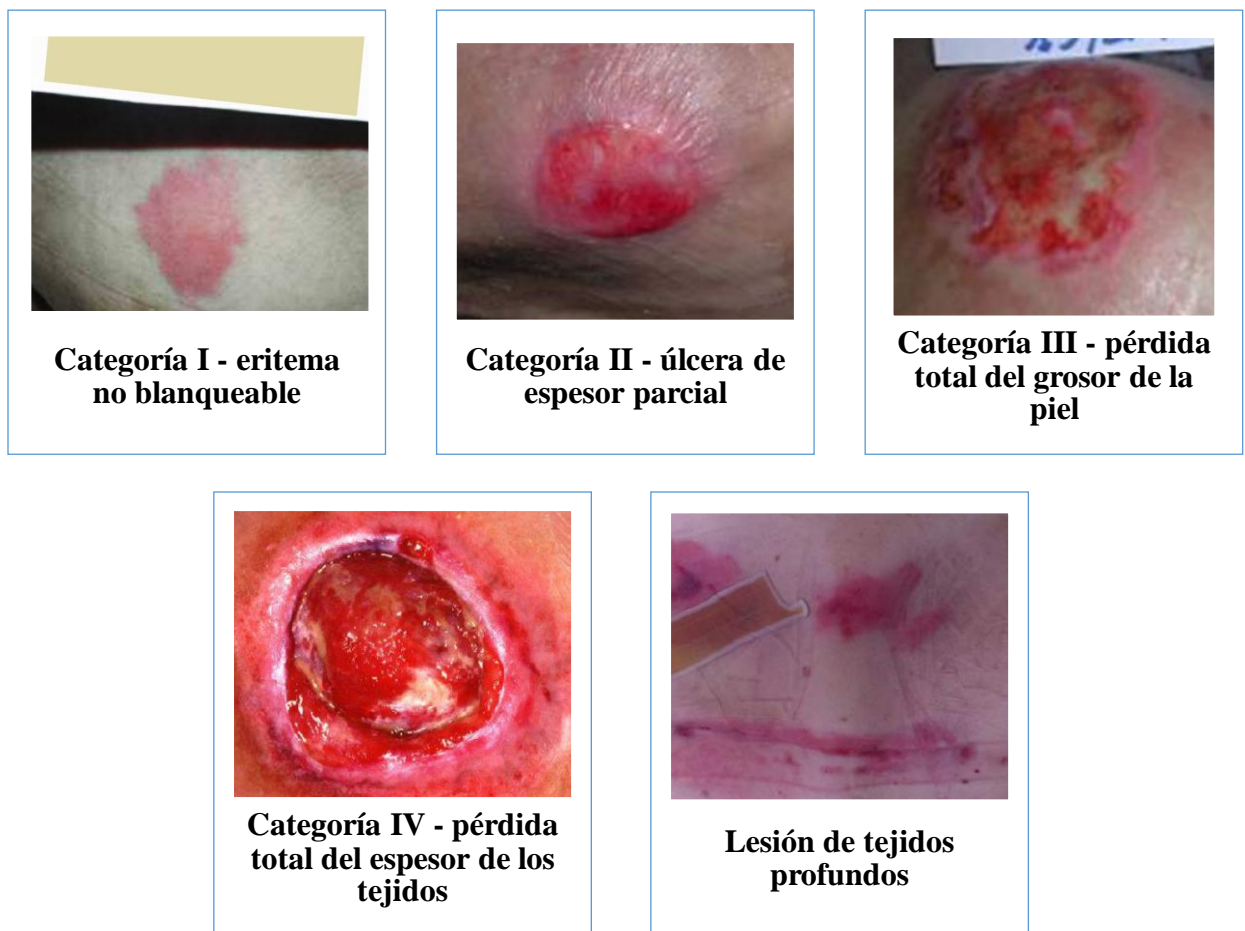 Categoría I - eritema
no blanqueable
Categoría II - úlcera de
espesor parcial
Categoría III - pérdida
total del grosor de la
piel
Categoría IV - pérdida
total del espesor de los
tejidos
Lesión de tejidos
profundos